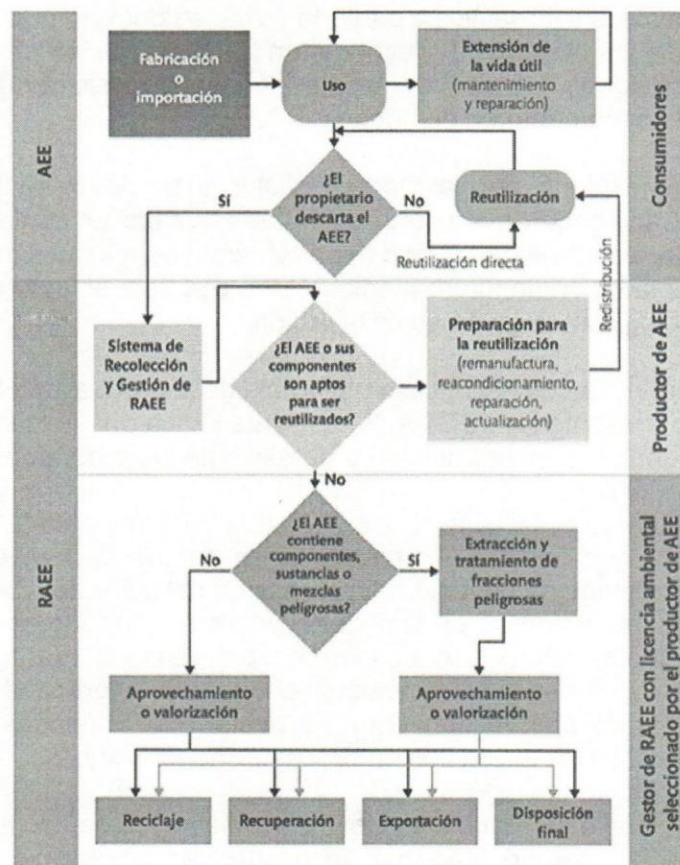 Fabricación
o
importación
Uso
Extensión de
la vida útil
(mantenimiento
y reparación)
AEE
Consumidores
¿El
propietario
descarta el
AEE?
Sí
No
Reutilización
Reutilización directa
Redistribución
Sistema de
Recolección
y Gestión de
RAEE
¿El AEE o sus
componentes
son aptos
para ser
reutilizados?
Preparación para
la reutilización
(remanufactura,
reacondicionamiento,
reparación,
actualización)
Productor de AEE
No
RAEE
¿El AEE
contiene
componentes,
sustancias o
mezclas
peligrosas?
No
Sí
Extracción y
tratamiento de
fracciones
peligrosas
Aprovechamiento
o valorización
Aprovechamiento
o valorización
Reciclaje
Recuperación
Exportación
Disposición
final
Gestor de RAEE con licencia ambiental
seleccionado por el productor de AEE